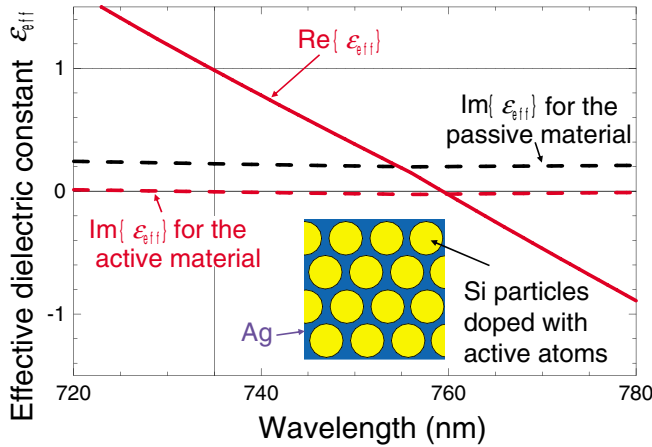 Effective dielectric constant ε_eff
1
0
-1
Re{ ε_eff}
Im{ ε_eff} for the
passive material
Im{ ε_eff} for the
active material
Ag
Si particles
doped with
active atoms
720
740
760
780
Wavelength (nm)